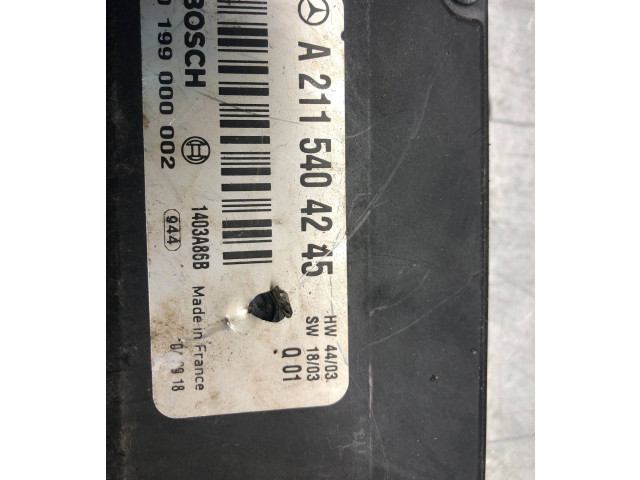 A 211 540 42 45
HW 44/03
SW 18/03
Q 01
BOSCH
199 000 002
1403A86B
944
Made in France